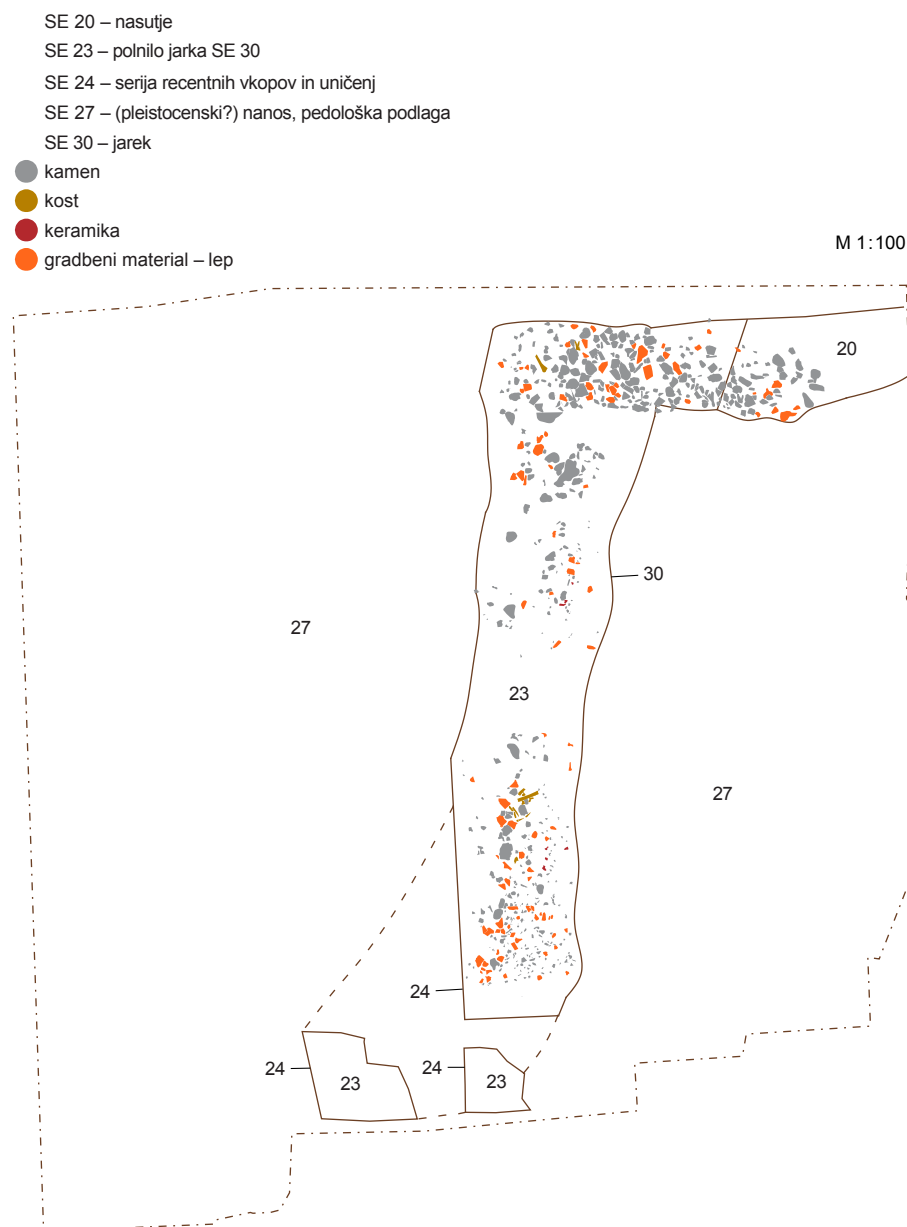 SE 20 – nasutje
SE 23 – polnilo jarka SE 30
SE 24 – serija recentnih vkopov in uničenj
SE 27 – (pleistocenski?) nanos, pedološka podlaga
SE 30 – jarek
kamen
kost
keramika
gradbeni material – lep
M 1:100
20
30
27
23
27
24
24
23
24
23